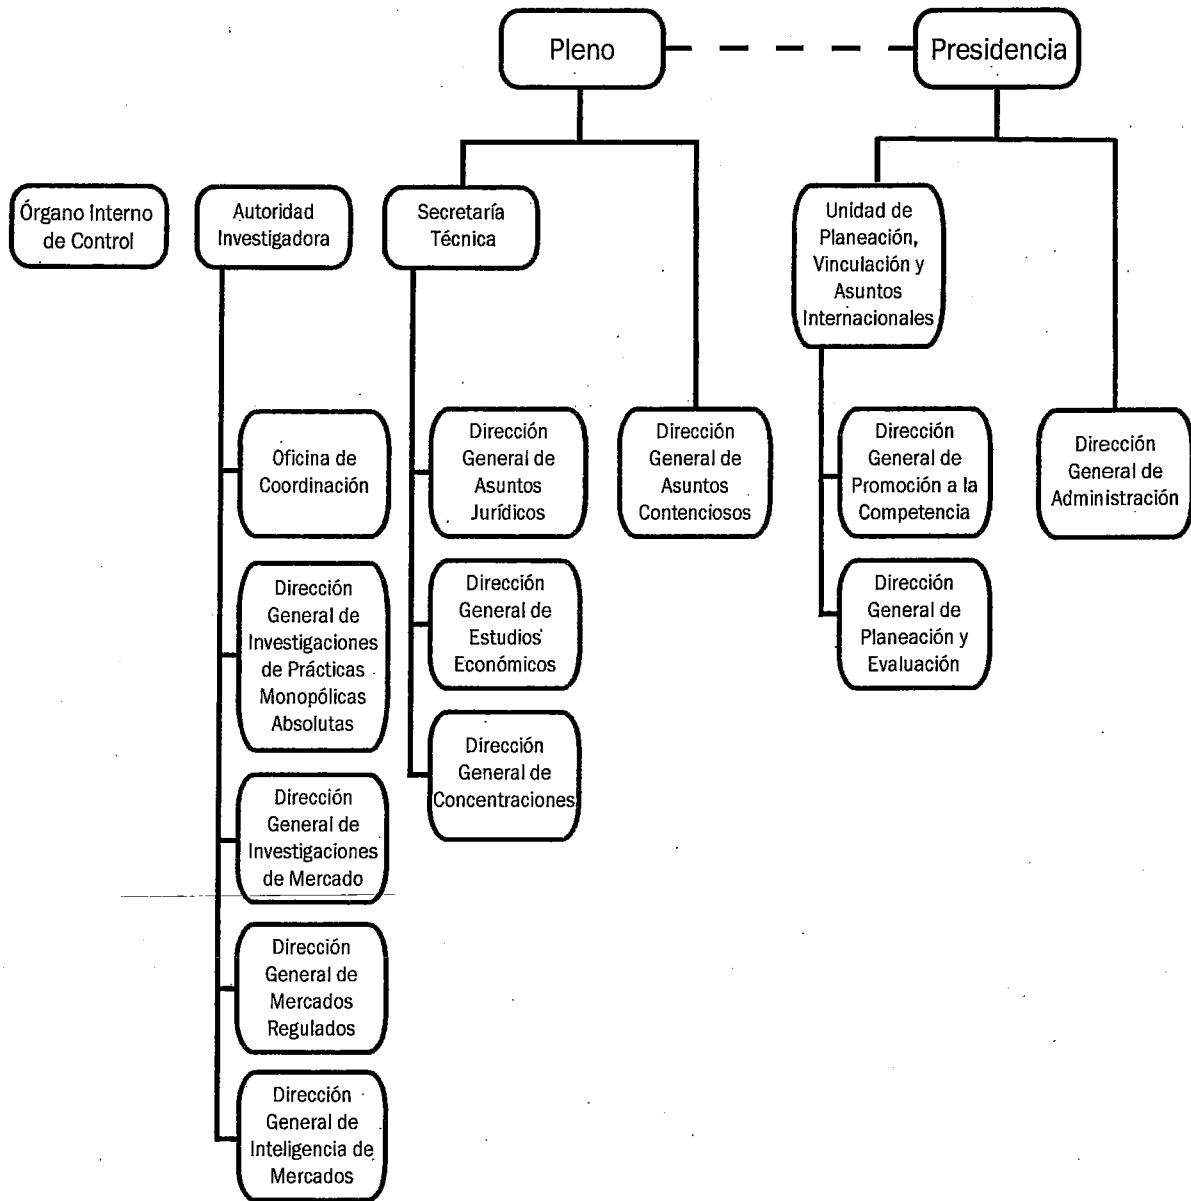 Pleno
Presidencia
Órgano Interno
de Control
Autoridad
Investigadora
Secretaría
Técnica
Unidad de
Planeación,
Vinculación y
Asuntos
Internacionales
Oficina de
Coordinación
Dirección
General de
Asuntos
Jurídicos
Dirección
General de
Asuntos
Contenciosos
Dirección
General de
Promoción a la
Competencia
Dirección
General de
Administración
Dirección
General de
Investigaciones
de Prácticas
Monopólicas
Absolutas
Dirección
General de
Estudios
Económicos
Dirección
General de
Planeación y
Evaluación
Dirección
General de
Concentraciones
Dirección
General de
Investigaciones
de Mercado
Dirección
General de
Mercados
Regulados
Dirección
General de
Inteligencia de
Mercados